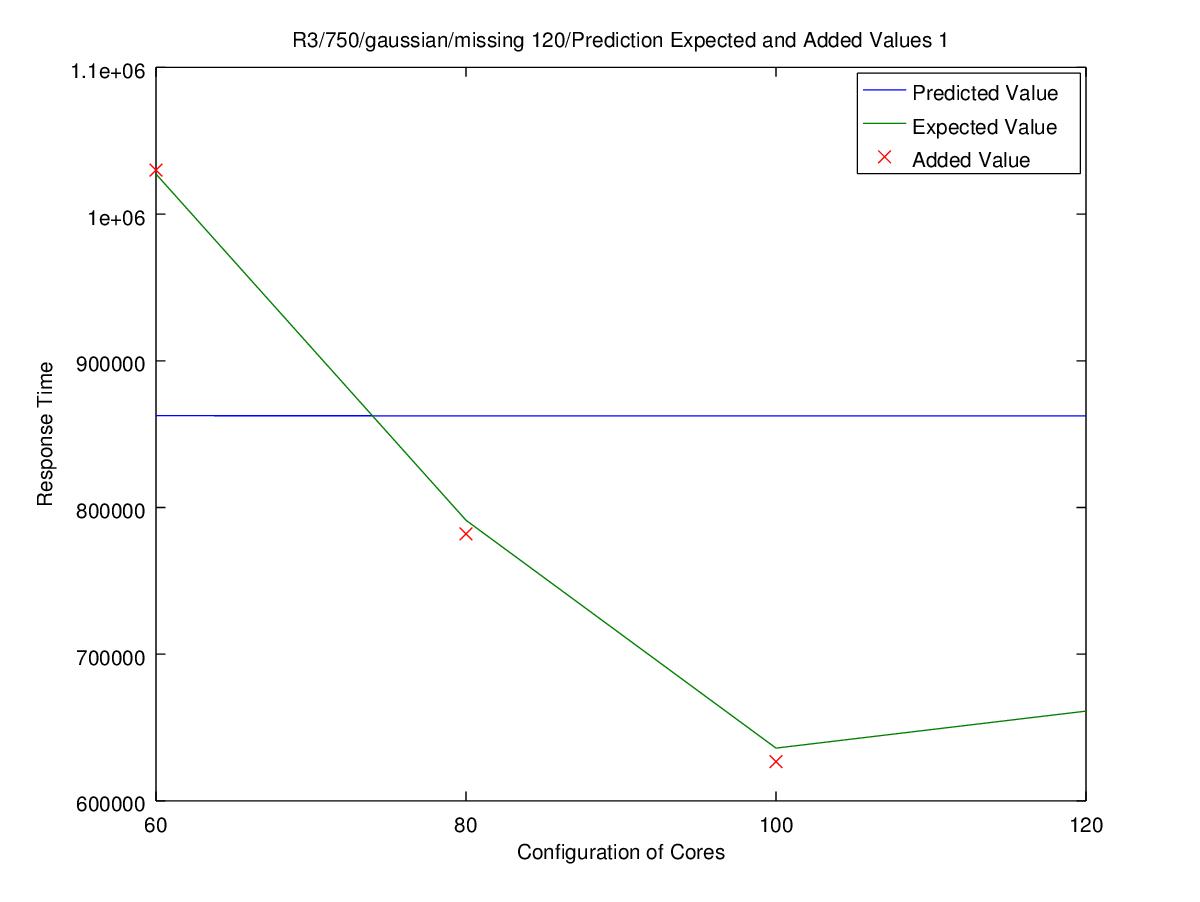 R3/750/gaussian/missing 120/Prediction Expected and Added Values 1
1.1e+06
1e+06
900000
800000
700000
600000
Response Time
Predicted Value
Expected Value
Added Value
60
80
100
120
Configuration of Cores